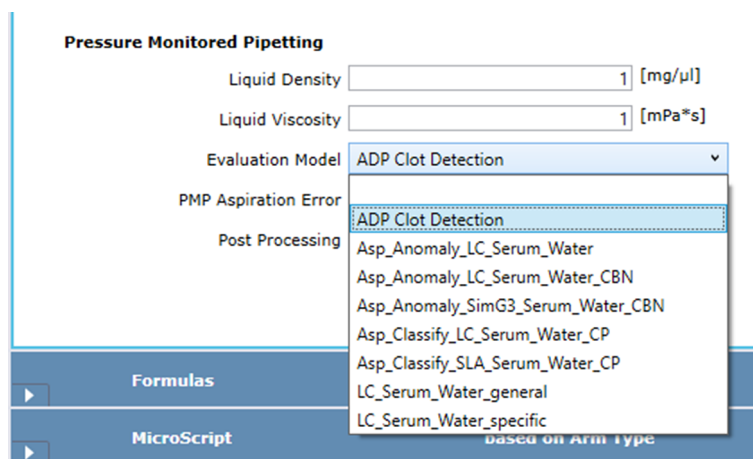 Pressure Monitored Pipetting
Liquid Density 1 [mg/µl]
Liquid Viscosity 1 [mPa*s]
Evaluation Model ADP Clot Detection
PMP Aspiration Error
ADP Clot Detection
Post Processing
Asp_Anomaly_LC_Serum_Water
Asp_Anomaly_LC_Serum_Water_CBN
Asp_Anomaly_SimG3_Serum_Water_CBN
Asp_Classify_LC_Serum_Water_CP
Asp_Classify_SLA_Serum_Water_CP
Formulas
LC_Serum_Water_general
LC_Serum_Water_specific
MicroScript based on Arm Type